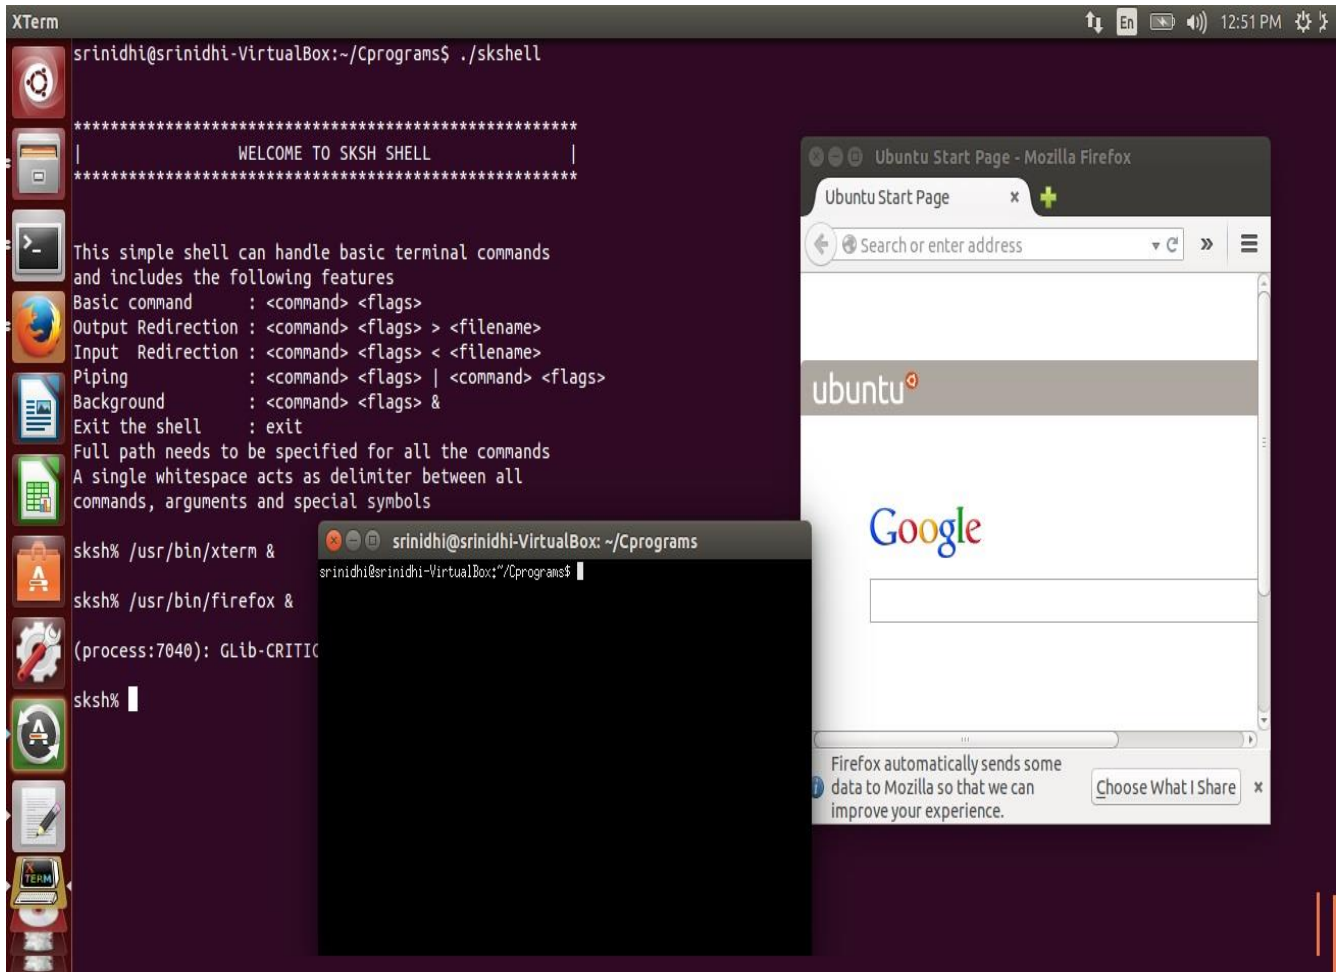 XTerm
En
12:51 PM
srinidhi@srinidhi-VirtualBox:~/Cprograms$ ./skshell
*******************************************************
|                 WELCOME TO SKSH SHELL               |
*******************************************************
This simple shell can handle basic terminal commands
and includes the following features
Basic command      : <command> <flags>
Output Redirection : <command> <flags> > <filename>
Input  Redirection : <command> <flags> < <filename>
Piping             : <command> <flags> | <command> <flags>
Background         : <command> <flags> &
Exit the shell     : exit
Full path needs to be specified for all the commands
A single whitespace acts as delimiter between all
commands, arguments and special symbols
sksh% /usr/bin/xterm &
sksh% /usr/bin/firefox &
(process:7040): GLib-CRITIC
sksh%
srinidhi@srinidhi-VirtualBox: ~/Cprograms
srinidhi@srinidhi-VirtualBox:~/Cprograms$
Ubuntu Start Page - Mozilla Firefox
Ubuntu Start Page
Search or enter address
ubuntu
Google
Firefox automatically sends some
data to Mozilla so that we can
improve your experience.
Choose What I Share
X
TERM